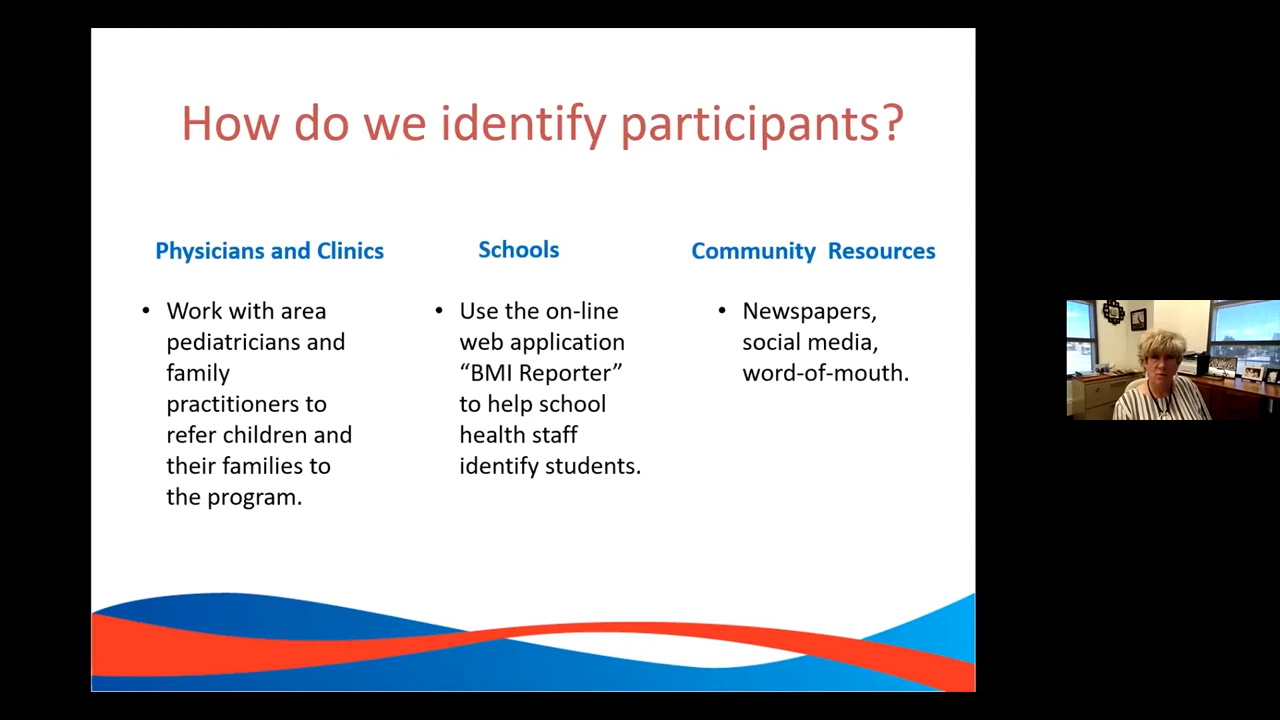 How do we identify participants?
Physicians and Clinics
• Work with area
pediatricians and
family
practitioners to
refer children and
their families to
the program.
Schools
• Use the on-line
web application
“BMI Reporter”
to help school
health staff
identify students.
Community Resources
• Newspapers,
social media,
word-of-mouth.